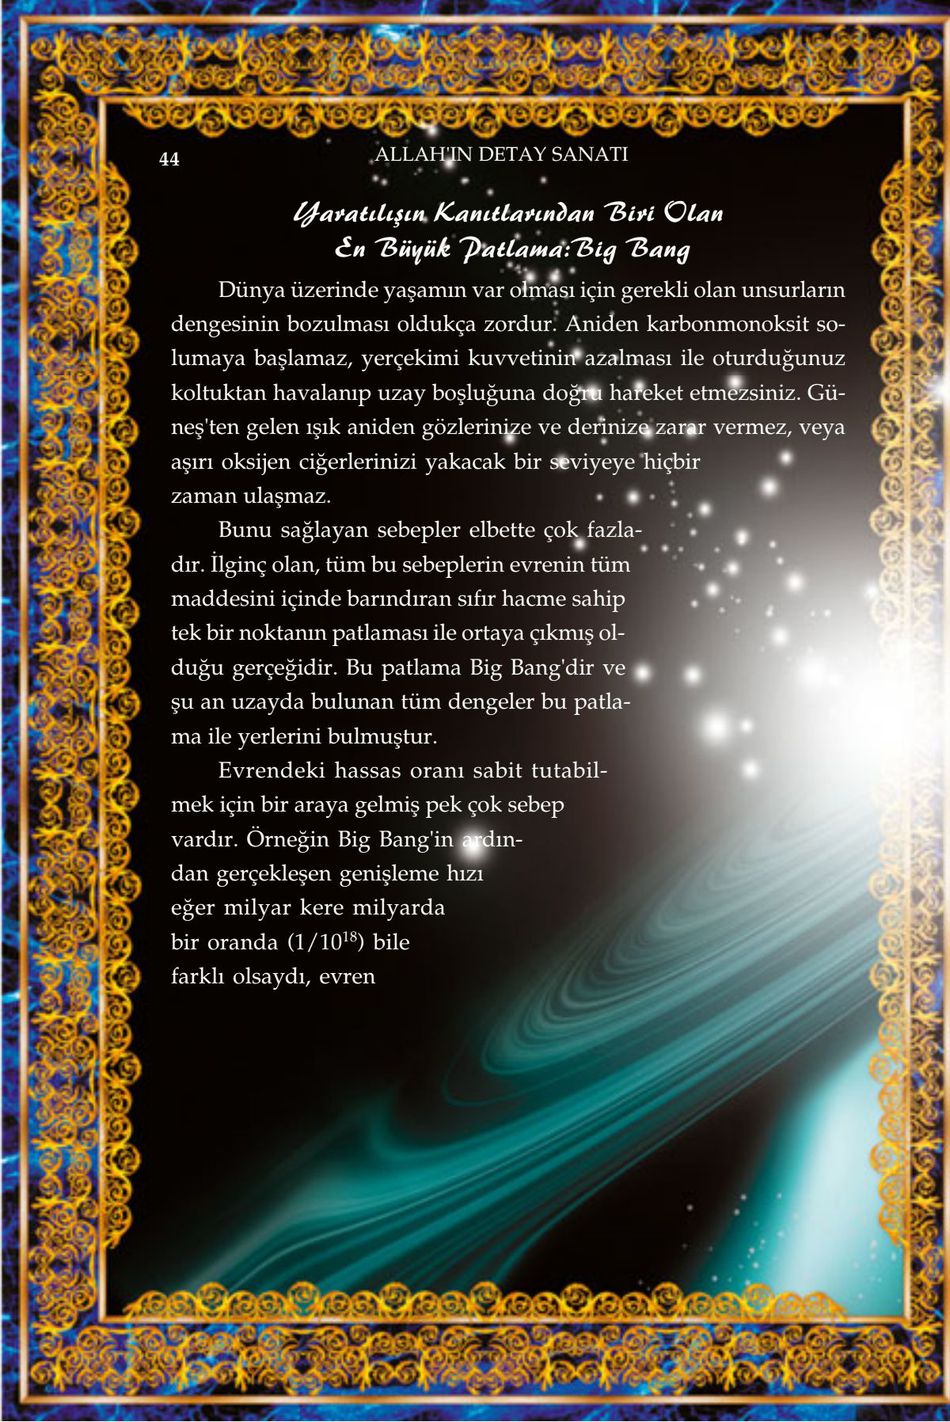 44
ALLAH'IN DETAY SANATI
Yaratılışın Kanıtlarından Biri Olan
En Büyük Patlama:Big Bang
Dünya üzerinde yaşamın var olması için gerekli olan unsurların
dengesinin bozulması oldukça zordur. Aniden karbonmonoksit so-
lumaya başlamaz, yerçekimi kuvvetinin azalması ile oturduğunuz
koltuktan havalanıp uzay boşluğuna doğru hareket etmezsiniz. Gü-
neş'ten gelen ışık aniden gözlerinize ve derinize zarar vermez, veya
aşırı oksijen ciğerlerinizi yakacak bir seviyeye hiçbir
zaman ulaşmaz.
Bunu sağlayan sebepler elbette çok fazla-
dır. İlginç olan, tüm bu sebeplerin evrenin tüm
maddesini içinde barındıran sıfır hacme sahip
tek bir noktanın patlaması ile ortaya çıkmış ol-
duğu gerçeğidir. Bu patlama Big Bang'dir ve
şu an uzayda bulunan tüm dengeler bu patla-
ma ile yerlerini bulmuştur.
Evrendeki hassas oranı sabit tutabil-
mek için bir araya gelmiş pek çok sebep
vardır. Örneğin Big Bang'in ardın-
dan gerçekleşen genişleme hızı
eğer milyar kere milyarda
bir oranda (1/10¹⁸) bile
farklı olsaydı, evren